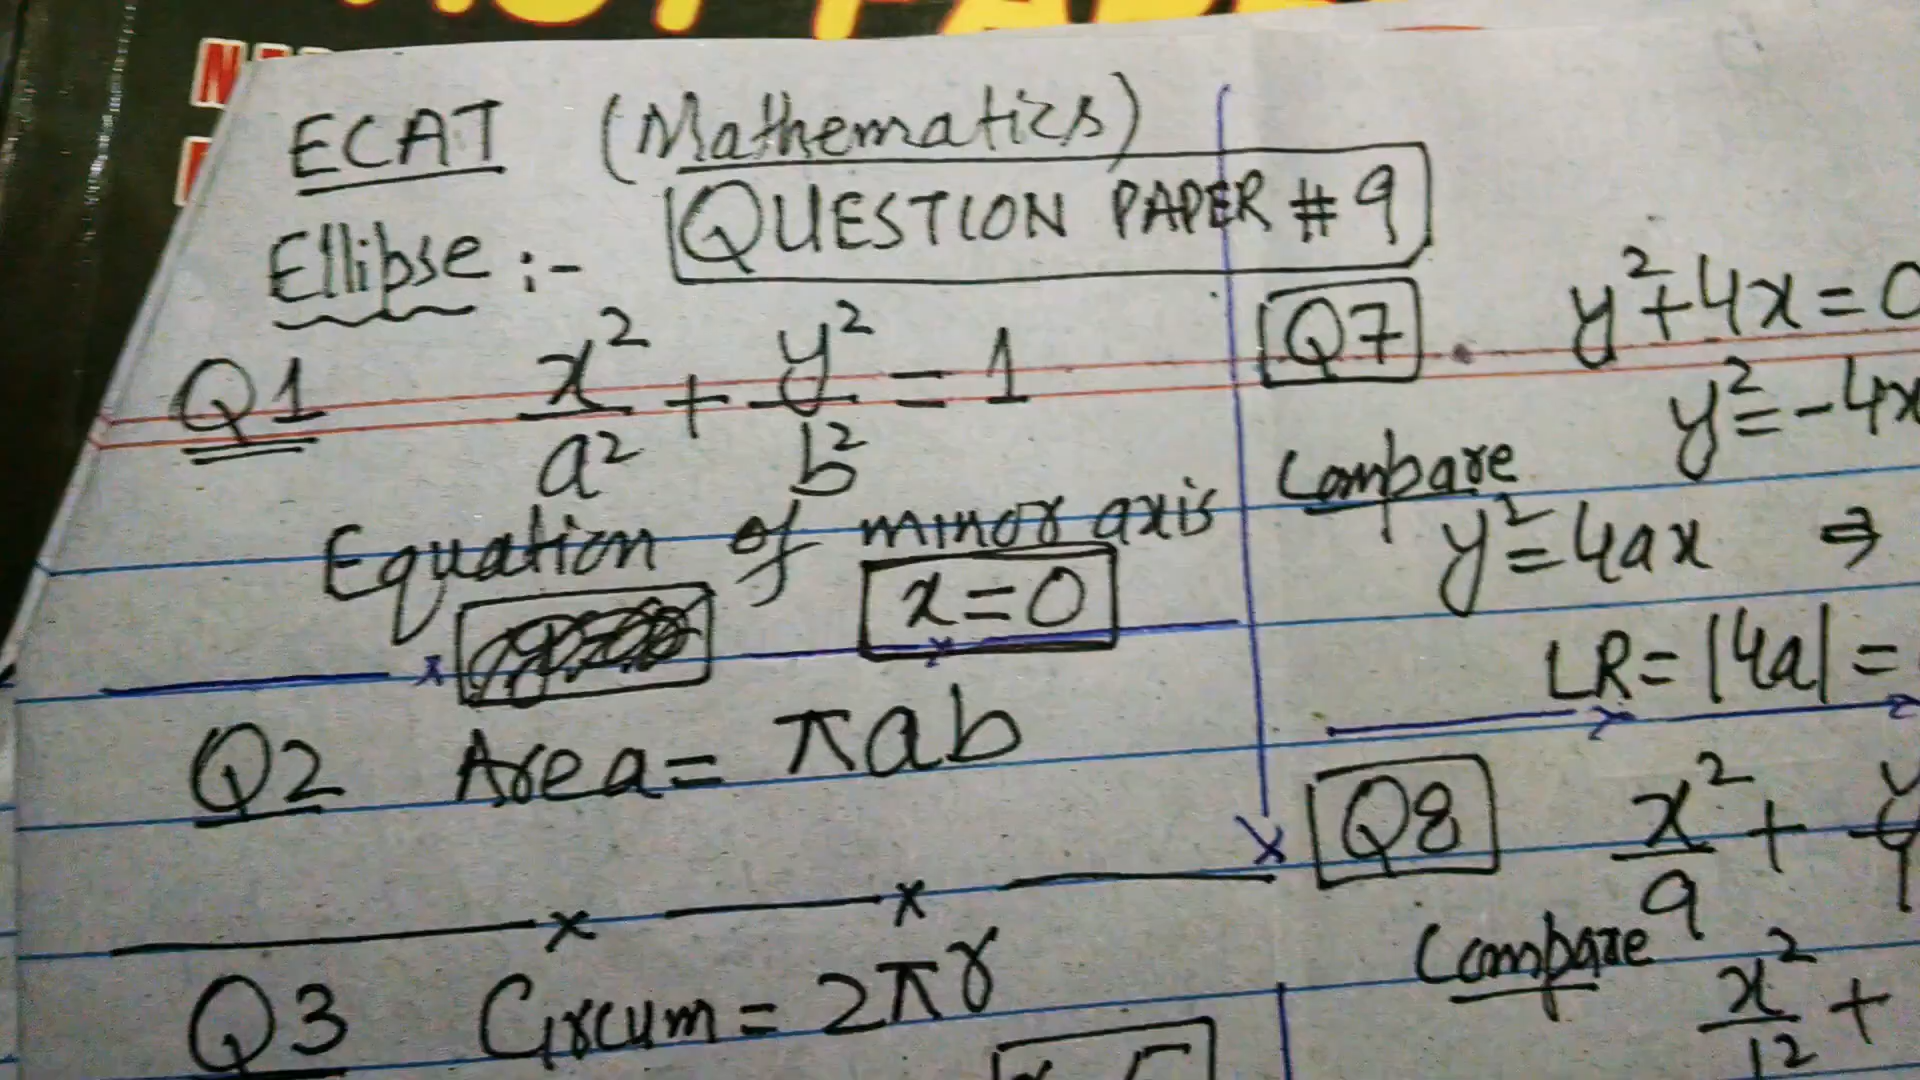 ECAT (Mathematics)
QUESTION PAPER # 9
Ellipse :-
Q1 x²/a² + y²/b² = 1
Equation of minor axis
x = 0
Q2 Area = πab
Q3 Circum = 2πr
Q7 y² + 4x = 0
y² = -4x
Compare
y² = 4ax ⇒
LR = |4a| =
Q8 x²/9 +
Compare
x²/12 +